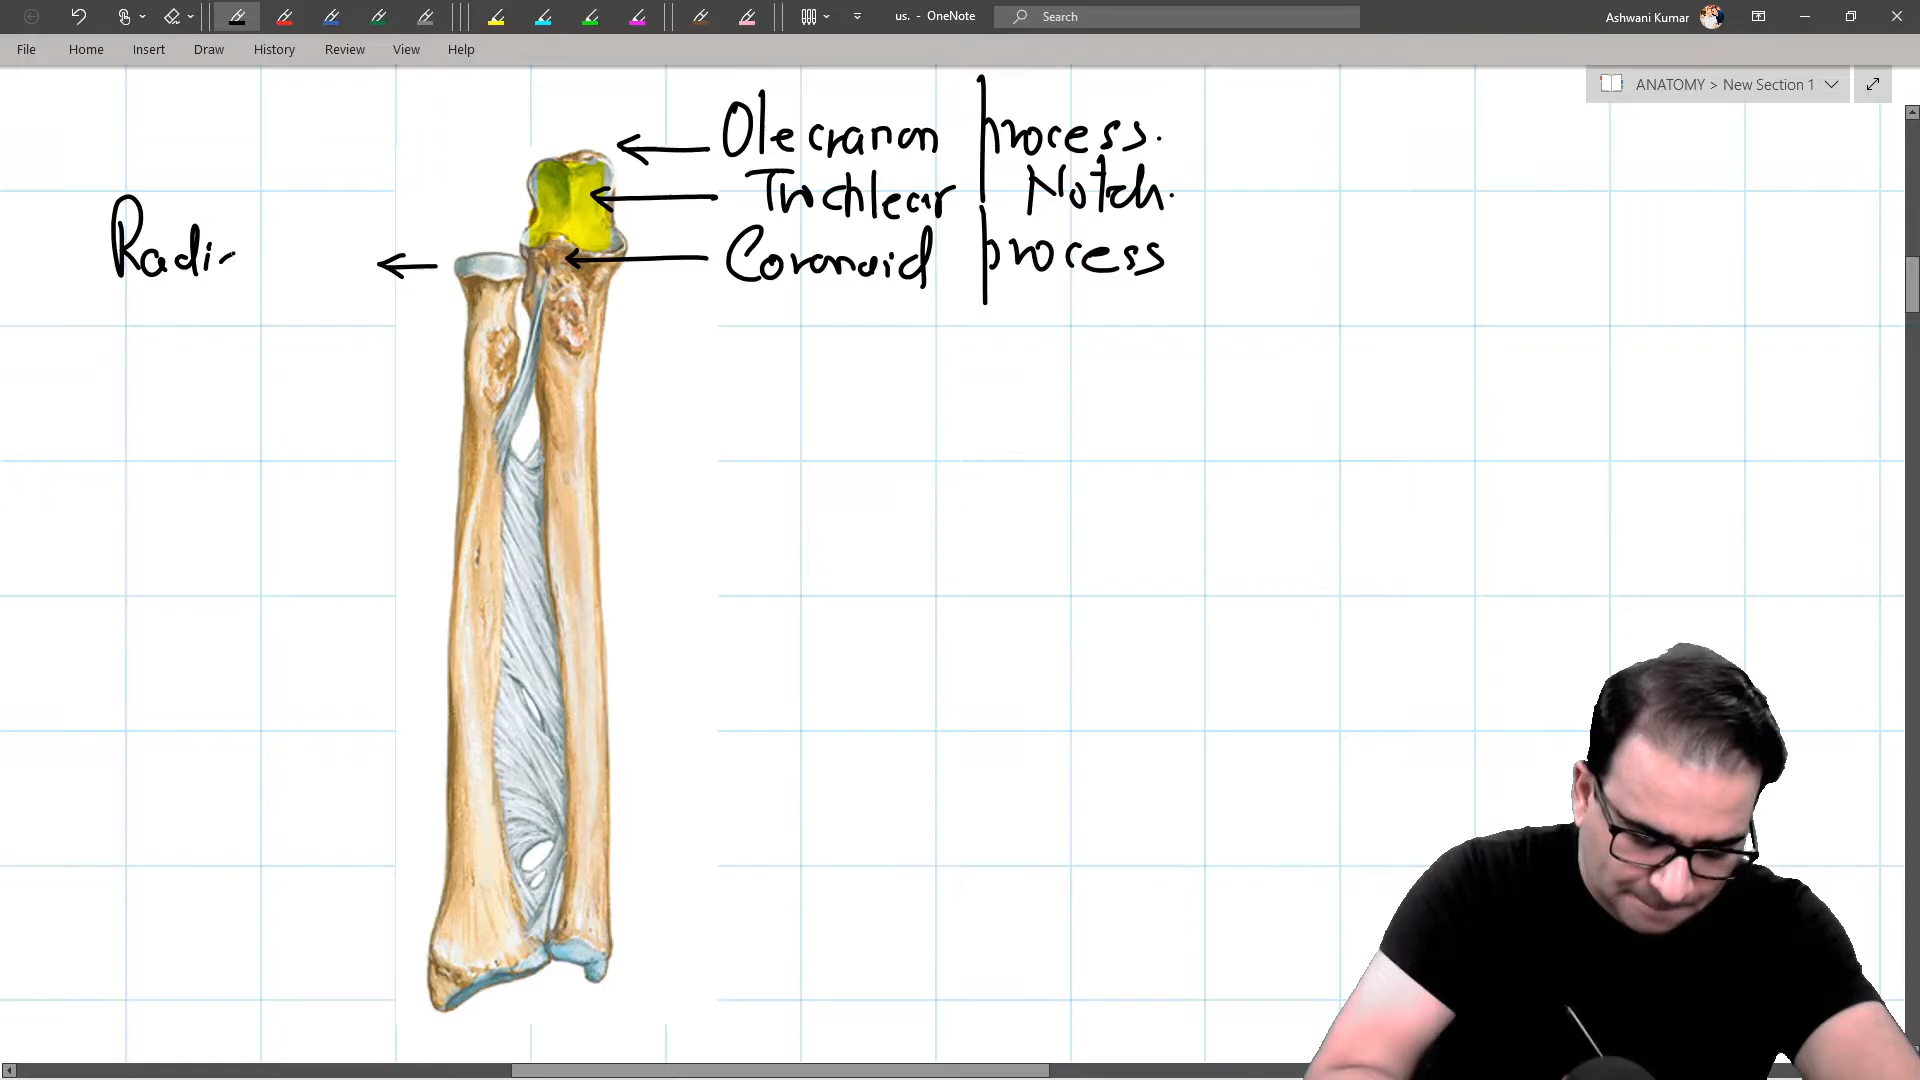 us. - OneNote
Search
Ashwani Kumar
File Home Insert Draw History Review View Help
ANATOMY > New Section 1
Olecranon process.
Trochlear Notch.
Coronoid process
Radi